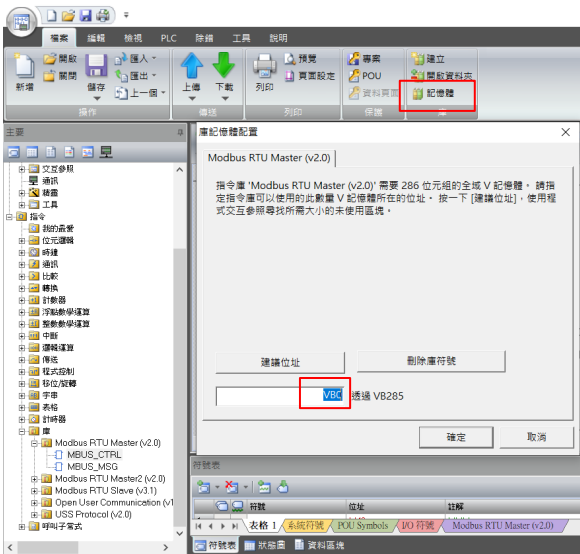 檔案 編輯 檢視 PLC 除錯 工具 說明
新增
開啟
關閉
儲存
匯入
匯出
上一個
操作
上傳
下載
傳送
列印
預覽
頁面設定
列印
專案
POU
資料頁面
保護
建立
開啟資料夾
記憶體
庫
主要
交互參照
通訊
精靈
工具
指令
我的最愛
位元邏輯
時鐘
通訊
比較
轉換
計數器
浮點數學運算
整數數學運算
中斷
邏輯運算
傳送
程式控制
移位/旋轉
字串
表格
計時器
庫
Modbus RTU Master (v2.0)
MBUS_CTRL
MBUS_MSG
Modbus RTU Master2 (v2.0)
Modbus RTU Slave (v3.1)
Open User Communication (v1
USS Protocol (v2.0)
呼叫子常式
庫記憶體配置
Modbus RTU Master (v2.0)
指令庫 'Modbus RTU Master (v2.0)' 需要 286 位元組的全域 V 記憶體。 請指
定指令庫可以使用的此數量 V 記憶體所在的位址。 按一下 [建議位址]，使用程
式交互參照尋找所需大小的未使用區塊。
建議位址 刪除庫符號
VB0 透過 VB285
確定 取消
符號表
符號 位址 註解
表格 1 系統符號 POU Symbols I/O 符號 Modbus RTU Master (v2.0)
符號表 狀態圖 資料區塊